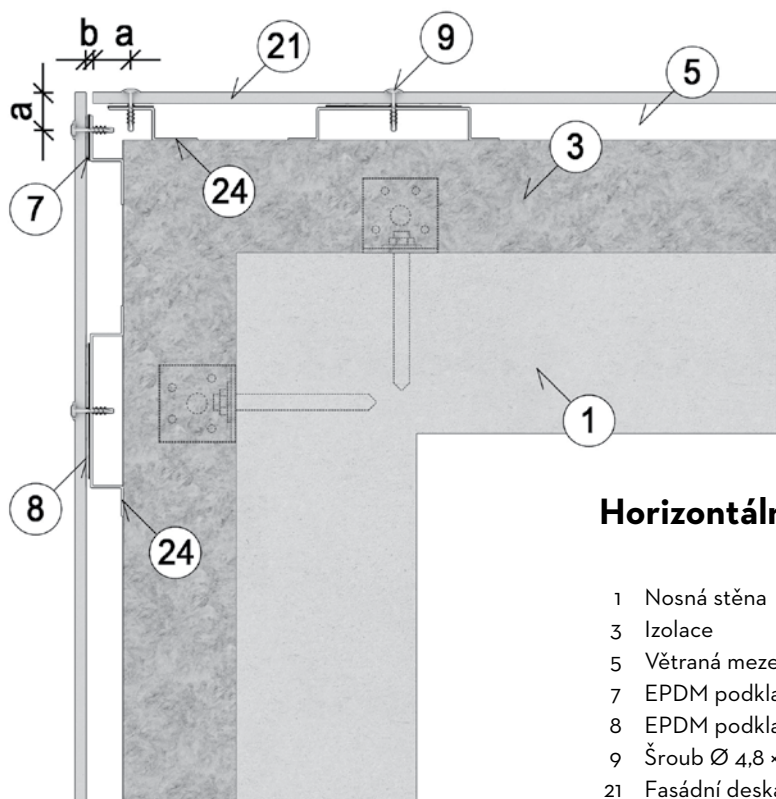 b a
21
9
a
5
7
24
3
8
24
1
Horizontáln
1 Nosná stěna
3 Izolace
5 Větraná meze
7 EPDM podkla
8 EPDM podkla
9 Šroub Ø 4,8 ×
21 Fasádní deska